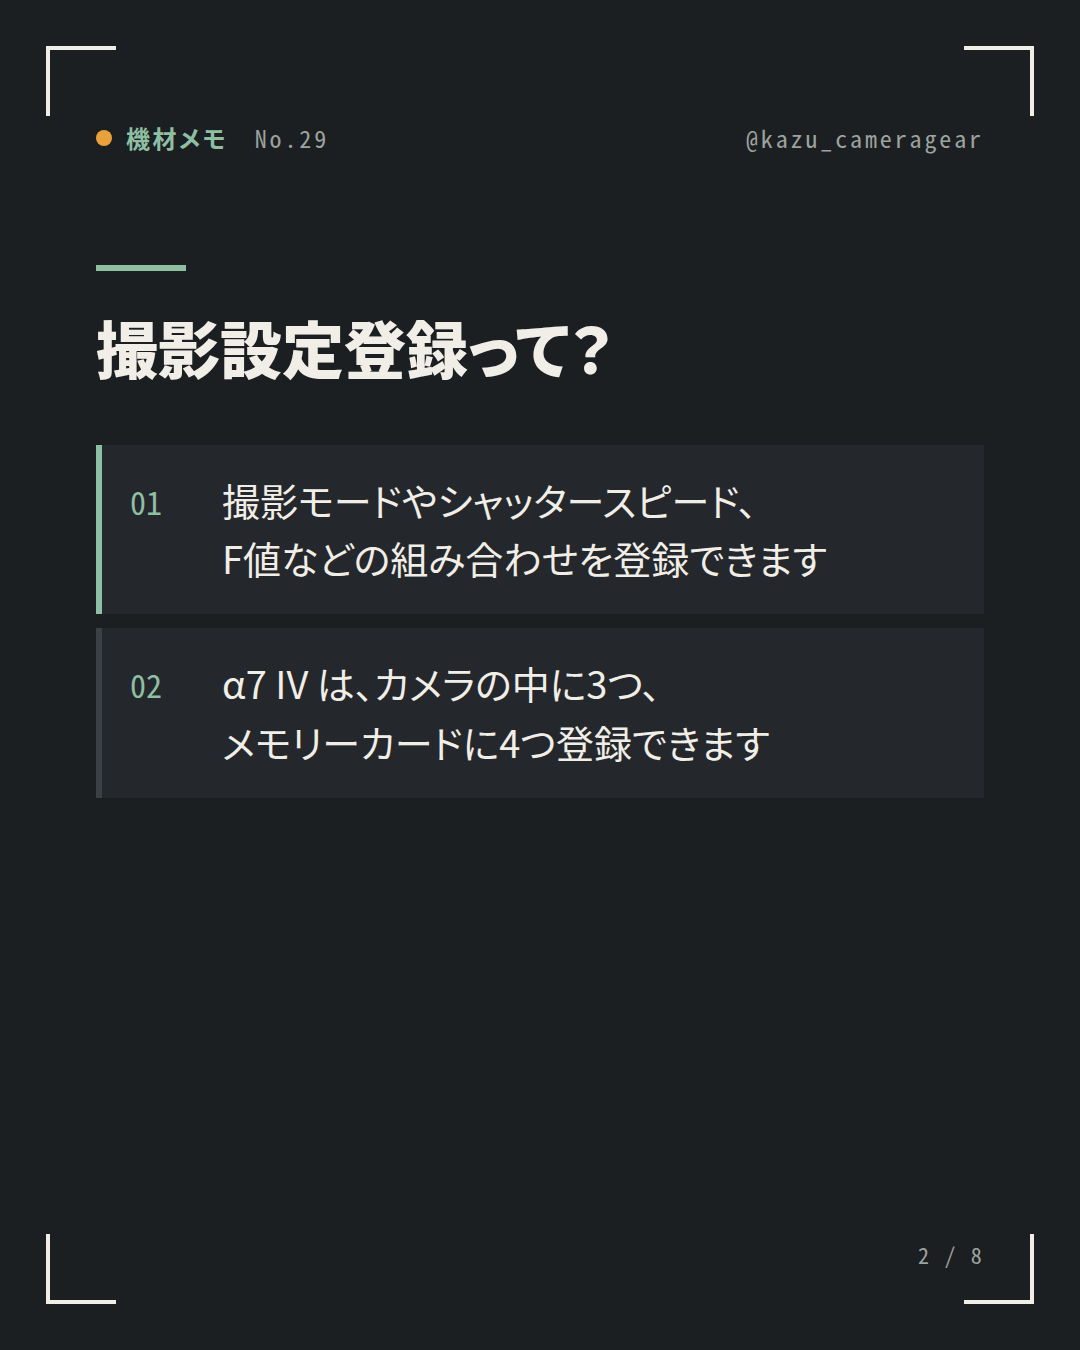 機材メモ No.29
@kazu_cameragear
撮影設定登録って？
01
撮影モードやシャッタースピード、
F値などの組み合わせを登録できます
02
α7 IV は、カメラの中に3つ、
メモリーカードに4つ登録できます
2 / 8